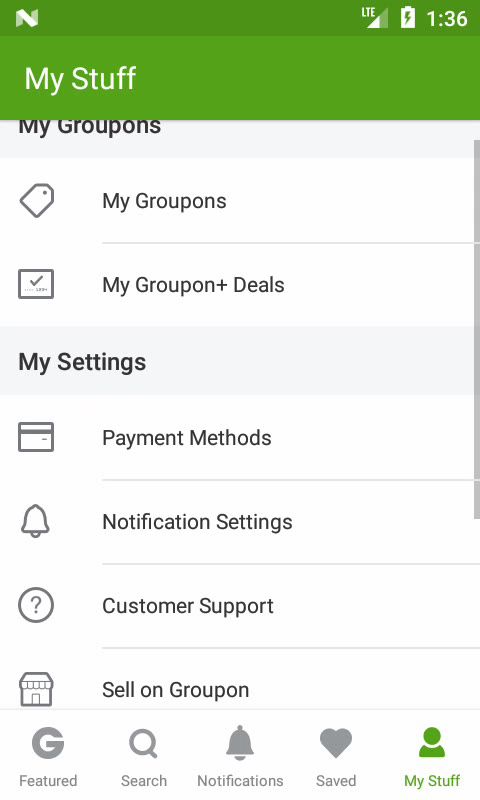 LTE
1:36
My Stuff
My Groupons
My Groupons
My Groupon+ Deals
My Settings
Payment Methods
Notification Settings
Customer Support
Sell on Groupon
Featured
Search
Notifications
Saved
My Stuff